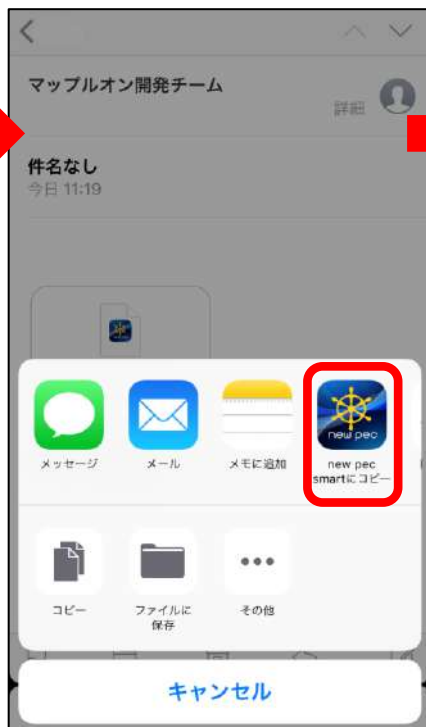 マップルオン開発チーム
詳細
件名なし
今日 11:19
new pec
メッセージ
メール
メモに追加
new pec
smartにコピー
コピー
ファイルに
保存
その他
キャンセル